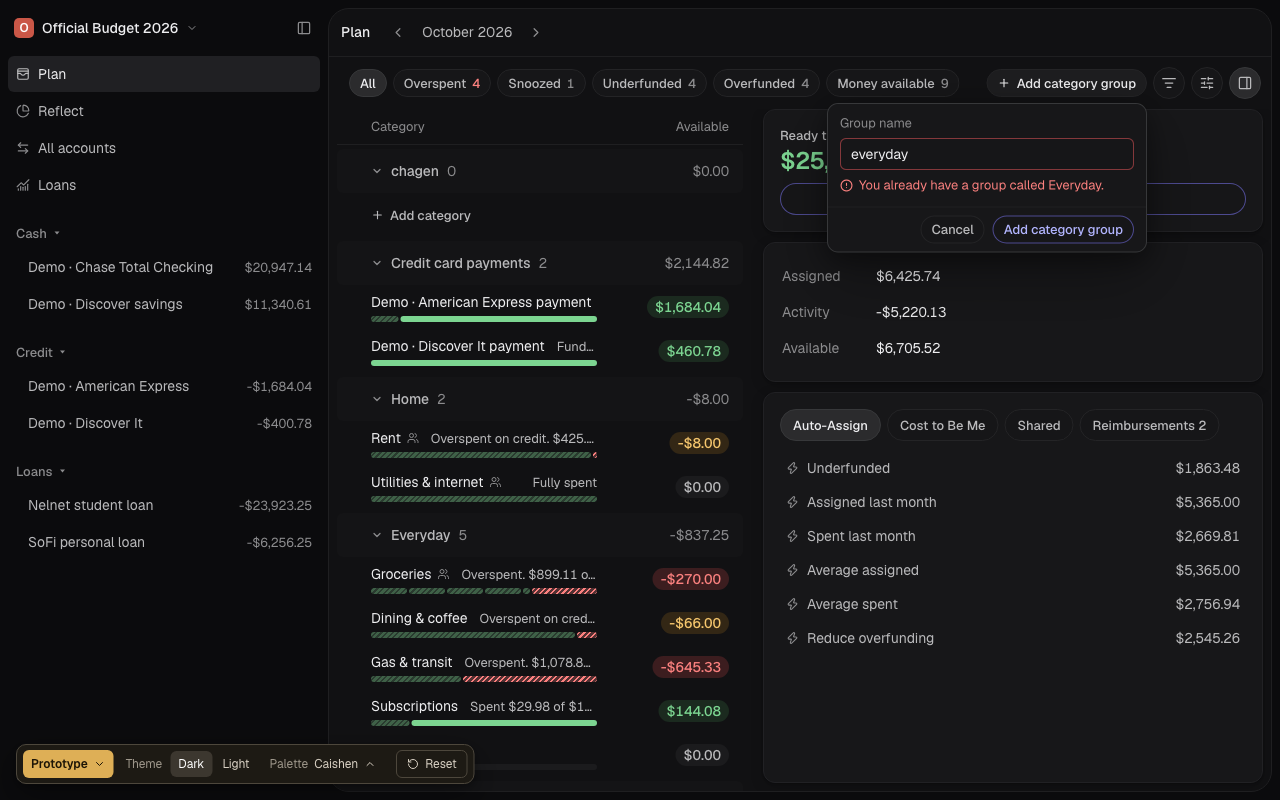 O Official Budget 2026
Plan
Reflect
All accounts
Loans
Cash
Demo · Chase Total Checking $20,947.14
Demo · Discover savings $11,340.61
Credit
Demo · American Express -$1,684.04
Demo · Discover It -$400.78
Loans
Nelnet student loan -$23,923.25
SoFi personal loan -$6,256.25
Plan October 2026
All Overspent 4 Snoozed 1 Underfunded 4 Overfunded 4 Money available 9 Add category group
Category Available
chagen 0 $0.00
Add category
Credit card payments 2 $2,144.82
Demo · American Express payment $1,684.04
Demo · Discover It payment Fund… $460.78
Home 2 -$8.00
Rent Overspent on credit. $425.… -$8.00
Utilities & internet Fully spent $0.00
Everyday 5 -$837.25
Groceries Overspent. $899.11 o… -$270.00
Dining & coffee Overspent on cred… -$66.00
Gas & transit Overspent. $1,078.8… -$645.33
Subscriptions Spent $29.98 of $1… $144.08
$0.00
Ready t
$25,
Group name
everyday
You already have a group called Everyday.
Cancel Add category group
Assigned $6,425.74
Activity -$5,220.13
Available $6,705.52
Auto-Assign Cost to Be Me Shared Reimbursements 2
Underfunded $1,863.48
Assigned last month $5,365.00
Spent last month $2,669.81
Average assigned $5,365.00
Average spent $2,756.94
Reduce overfunding $2,545.26
Prototype Theme Dark Light Palette Caishen Reset